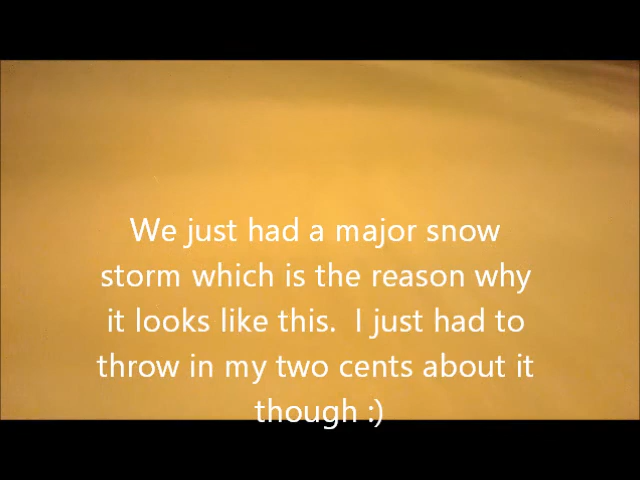 We just had a major snow
storm which is the reason why
it looks like this.  I just had to
throw in my two cents about it
though :)